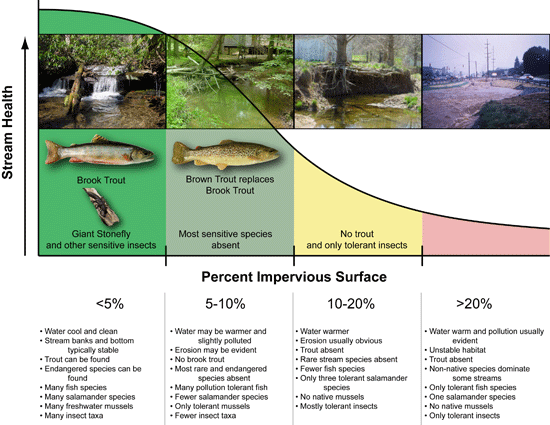 Stream Health
Brook Trout
Giant Stonefly
and other sensitive insects
Brown Trout replaces
Brook Trout
Most sensitive species
absent
No trout
and only tolerant insects
Percent Impervious Surface
<5%
• Water cool and clean
• Stream banks and bottom
typically stable
• Trout can be found
• Endangered species can be
found
• Many fish species
• Many salamander species
• Many freshwater mussels
• Many insect taxa
5-10%
• Water may be warmer and
slightly polluted
• Erosion may be evident
• No brook trout
• Most rare and endangered
species absent
• Many pollution tolerant fish
• Fewer salamander species
• Only tolerant mussels
• Fewer insect taxa
10-20%
• Water warmer
• Erosion usually obvious
• Trout absent
• Rare stream species absent
• Fewer fish species
• Only three tolerant salamander
species
• No native mussels
• Mostly tolerant insects
>20%
• Water warm and pollution usually
evident
• Unstable habitat
• Trout absent
• Non-native species dominate
some streams
• Only tolerant fish species
• One salamander species
• No native mussels
• Only tolerant insects